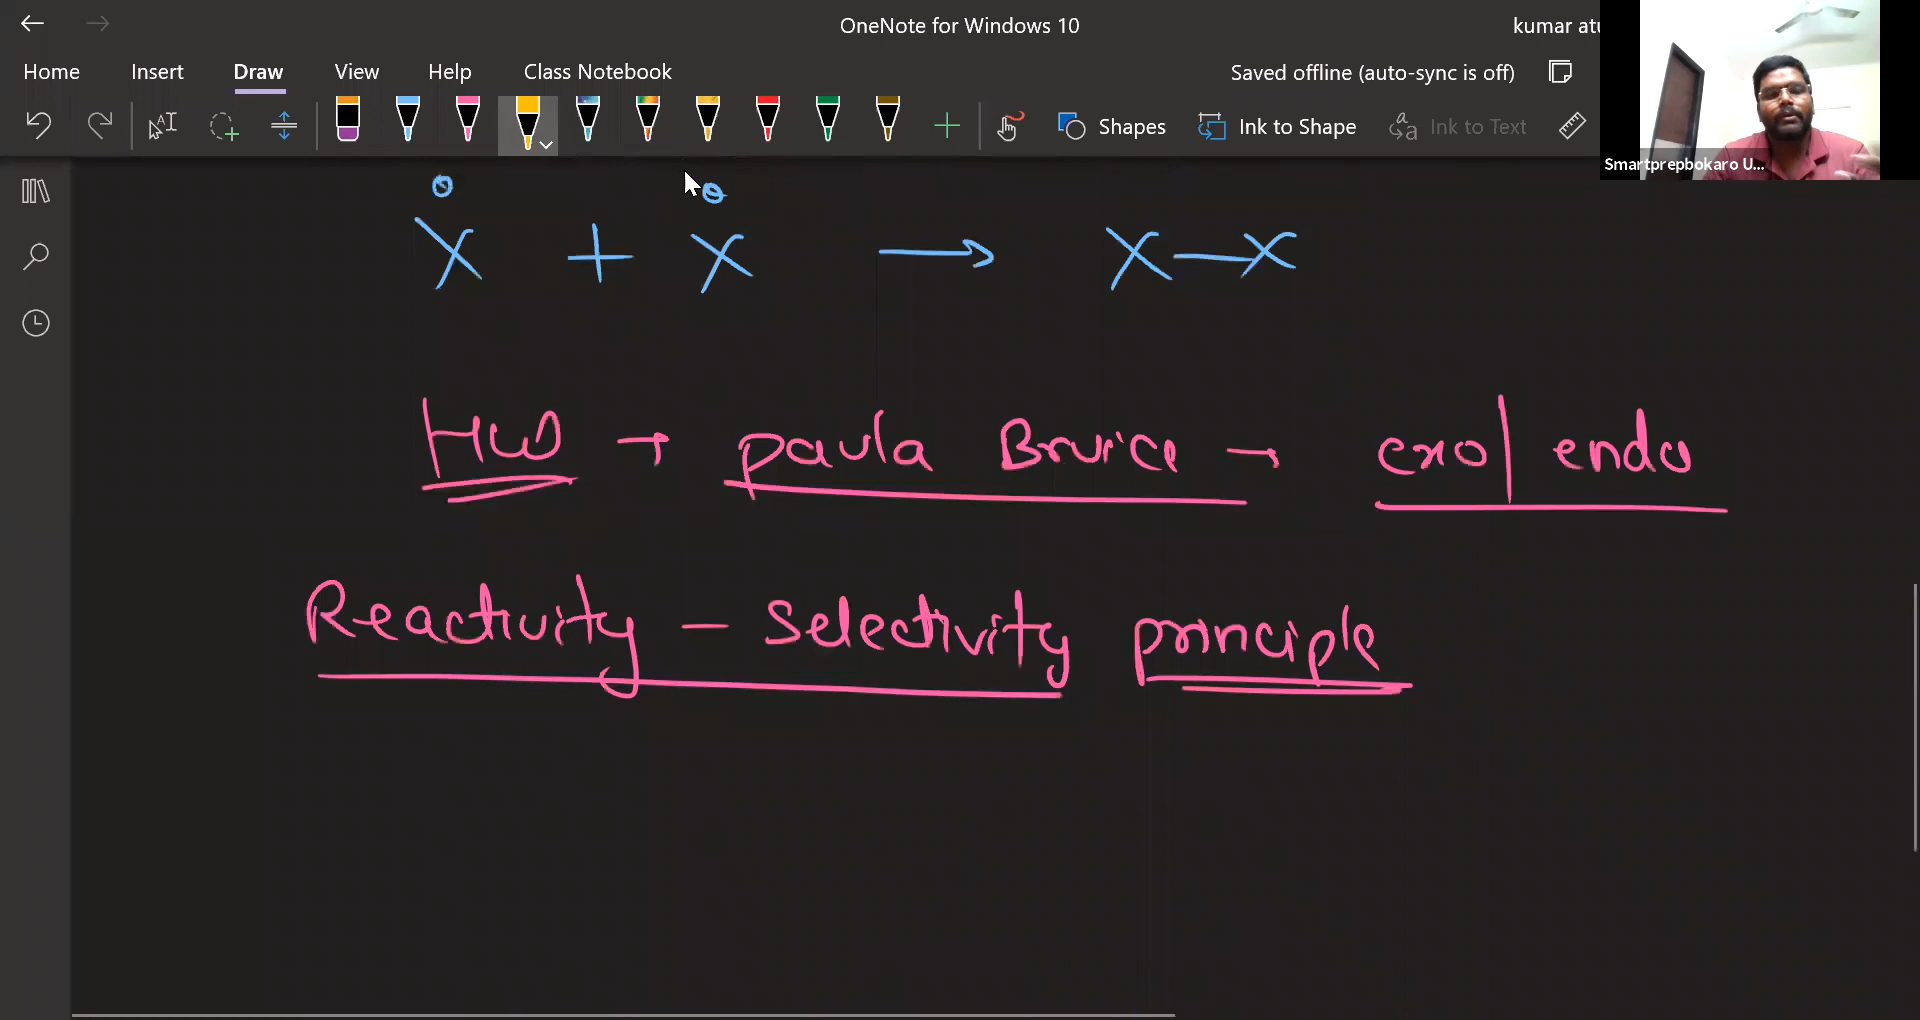 OneNote for Windows 10
kumar atu
Home Insert Draw View Help Class Notebook
Saved offline (auto-sync is off)
Shapes Ink to Shape Ink to Text
Smartprepbokaro U...
X + X → X—X
HW → paula Bruice → exo| endo
Reactivity – Selectivity principle